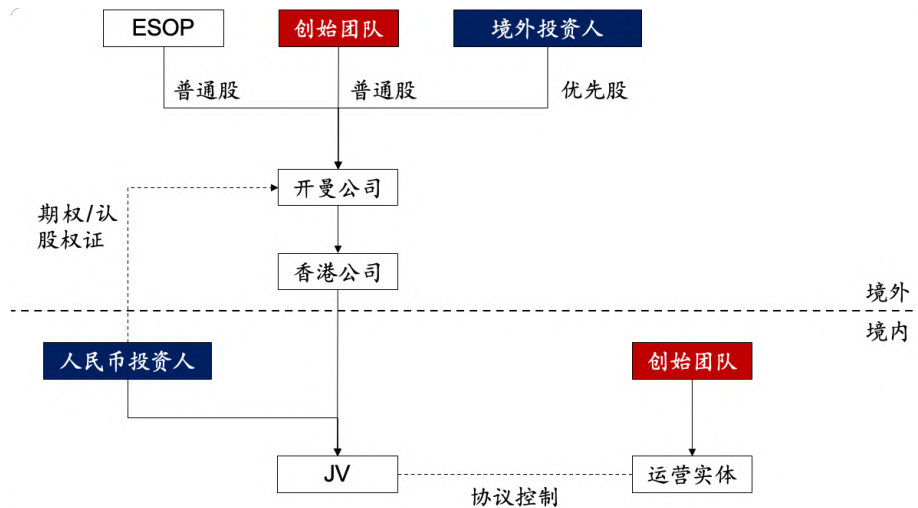 ESOP
创始团队
境外投资人
普通股
普通股
优先股
开曼公司
期权/认
股权证
香港公司
境外
境内
人民币投资人
创始团队
JV
运营实体
协议控制